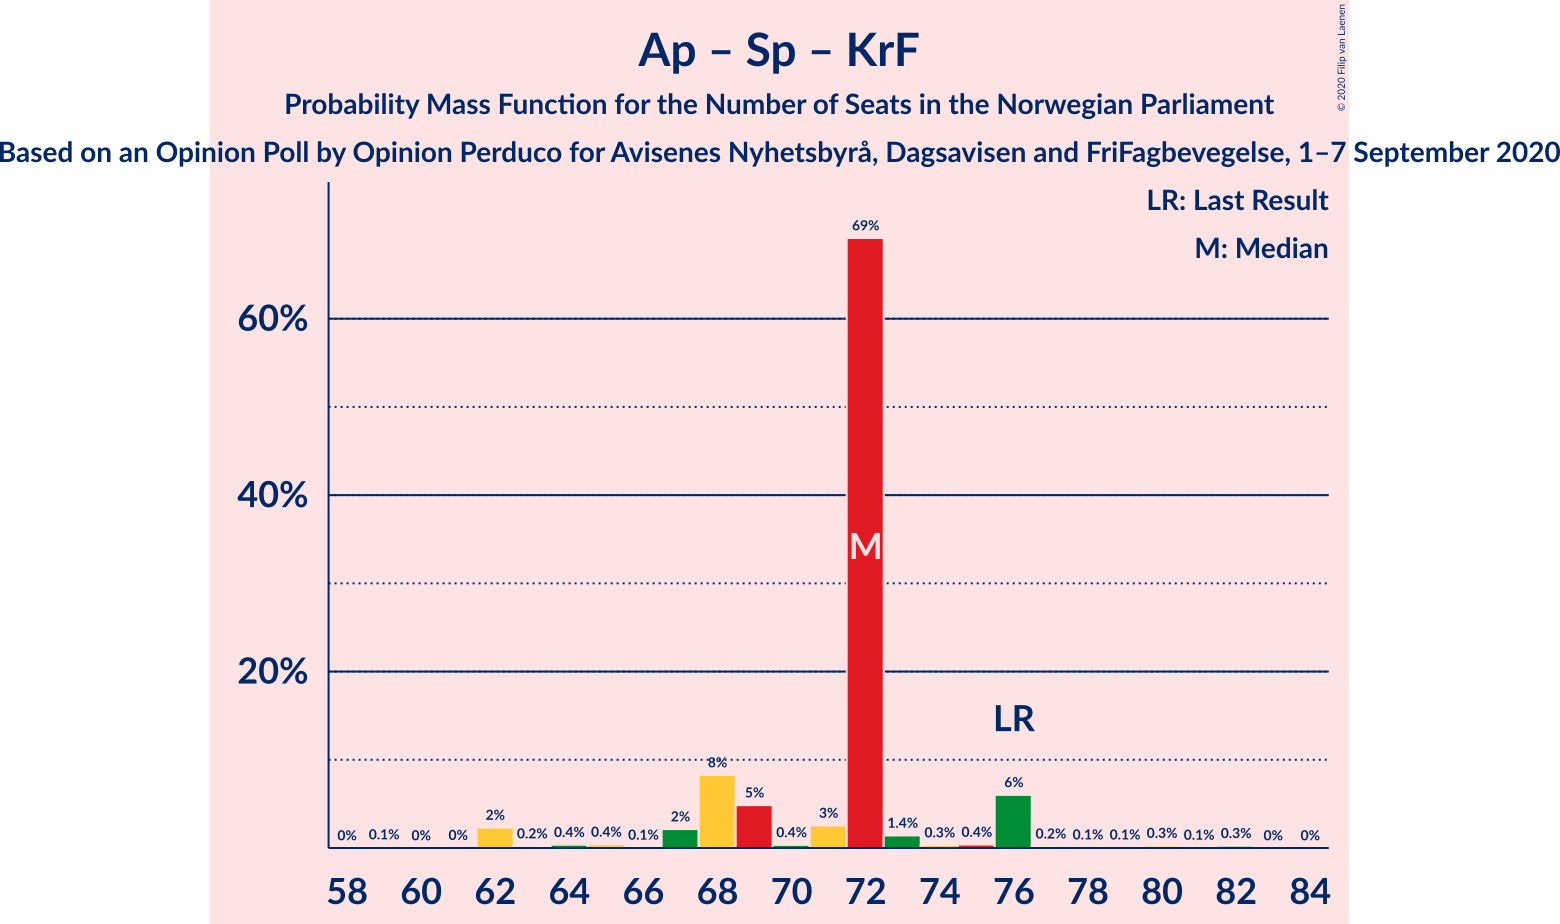 Ap – Sp – KrF
Probability Mass Function for the Number of Seats in the Norwegian Parliament
Based on an Opinion Poll by Opinion Perduco for Avisenes Nyhetsbyrå, Dagsavisen and FriFagbevegelse, 1–7 September 2020
© 2020 Filip van Laenen
LR: Last Result
M: Median
69%
60%
40%
M
20%
LR
8%
6%
5%
2% 2% 3%
0% 0.1% 0% 0% 0.2% 0.4% 0.4% 0.1% 0.4% 1.4% 0.3% 0.4% 0.2% 0.1% 0.1% 0.3% 0.1% 0.3% 0% 0%
58 60 62 64 66 68 70 72 74 76 78 80 82 84